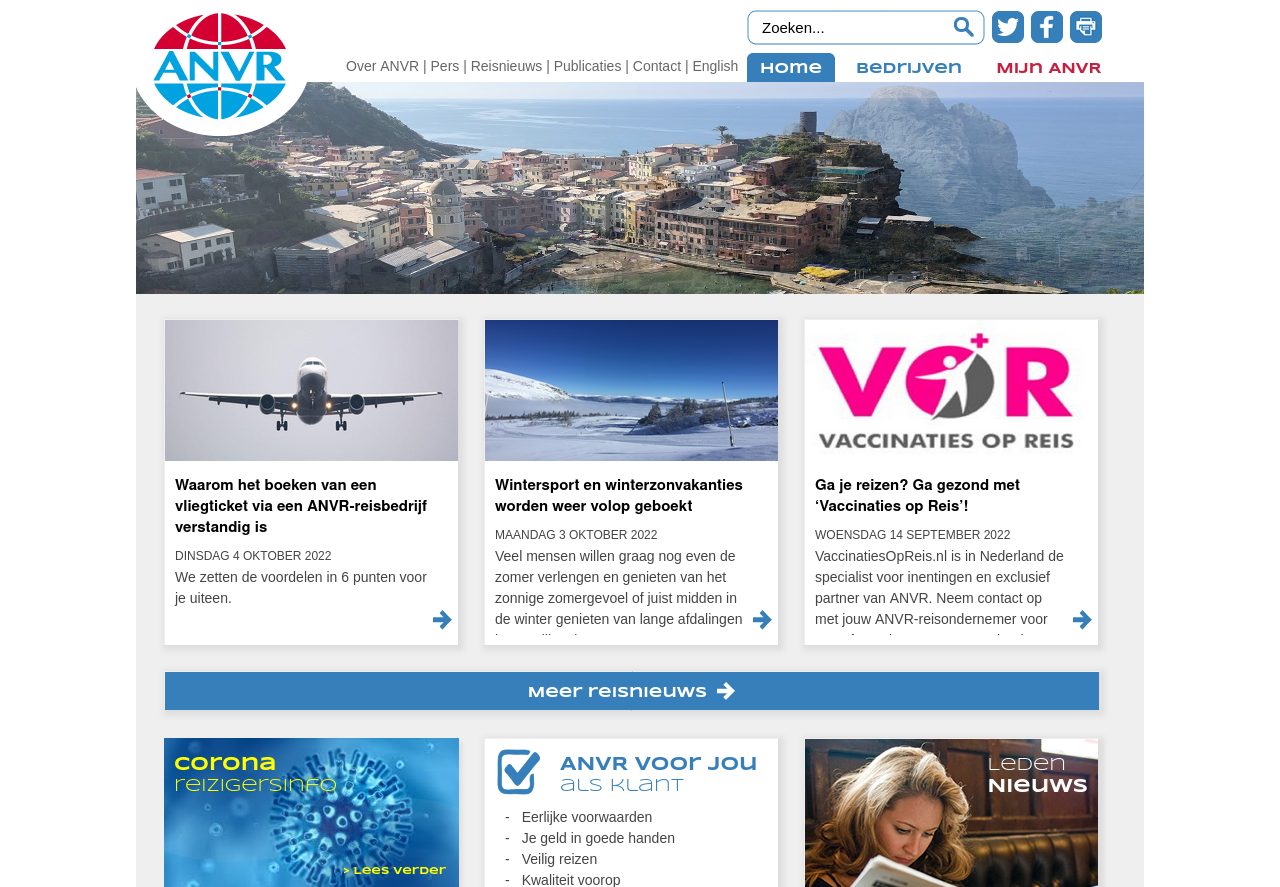 ANVR
Zoeken...
Over ANVR | Pers | Reisnieuws | Publicaties | Contact | English
Home
Bedrijven
Mijn ANVR
VOR
VACCINATIES OP REIS
Waarom het boeken van een
vliegticket via een ANVR-reisbedrijf
verstandig is
DINSDAG 4 OKTOBER 2022
We zetten de voordelen in 6 punten voor
je uiteen.
Wintersport en winterzonvakanties
worden weer volop geboekt
MAANDAG 3 OKTOBER 2022
Veel mensen willen graag nog even de
zomer verlengen en genieten van het
zonnige zomergevoel of juist midden in
de winter genieten van lange afdalingen
Ga je reizen? Ga gezond met
‘Vaccinaties op Reis’!
WOENSDAG 14 SEPTEMBER 2022
VaccinatiesOpReis.nl is in Nederland de
specialist voor inentingen en exclusief
partner van ANVR. Neem contact op
met jouw ANVR-reisondernemer voor
Meer reisnieuws
corona
reizigersinfo
> Lees verder
ANVR voor jou
als klant
- Eerlijke voorwaarden
- Je geld in goede handen
- Veilig reizen
- Kwaliteit voorop
Leden
Nieuws